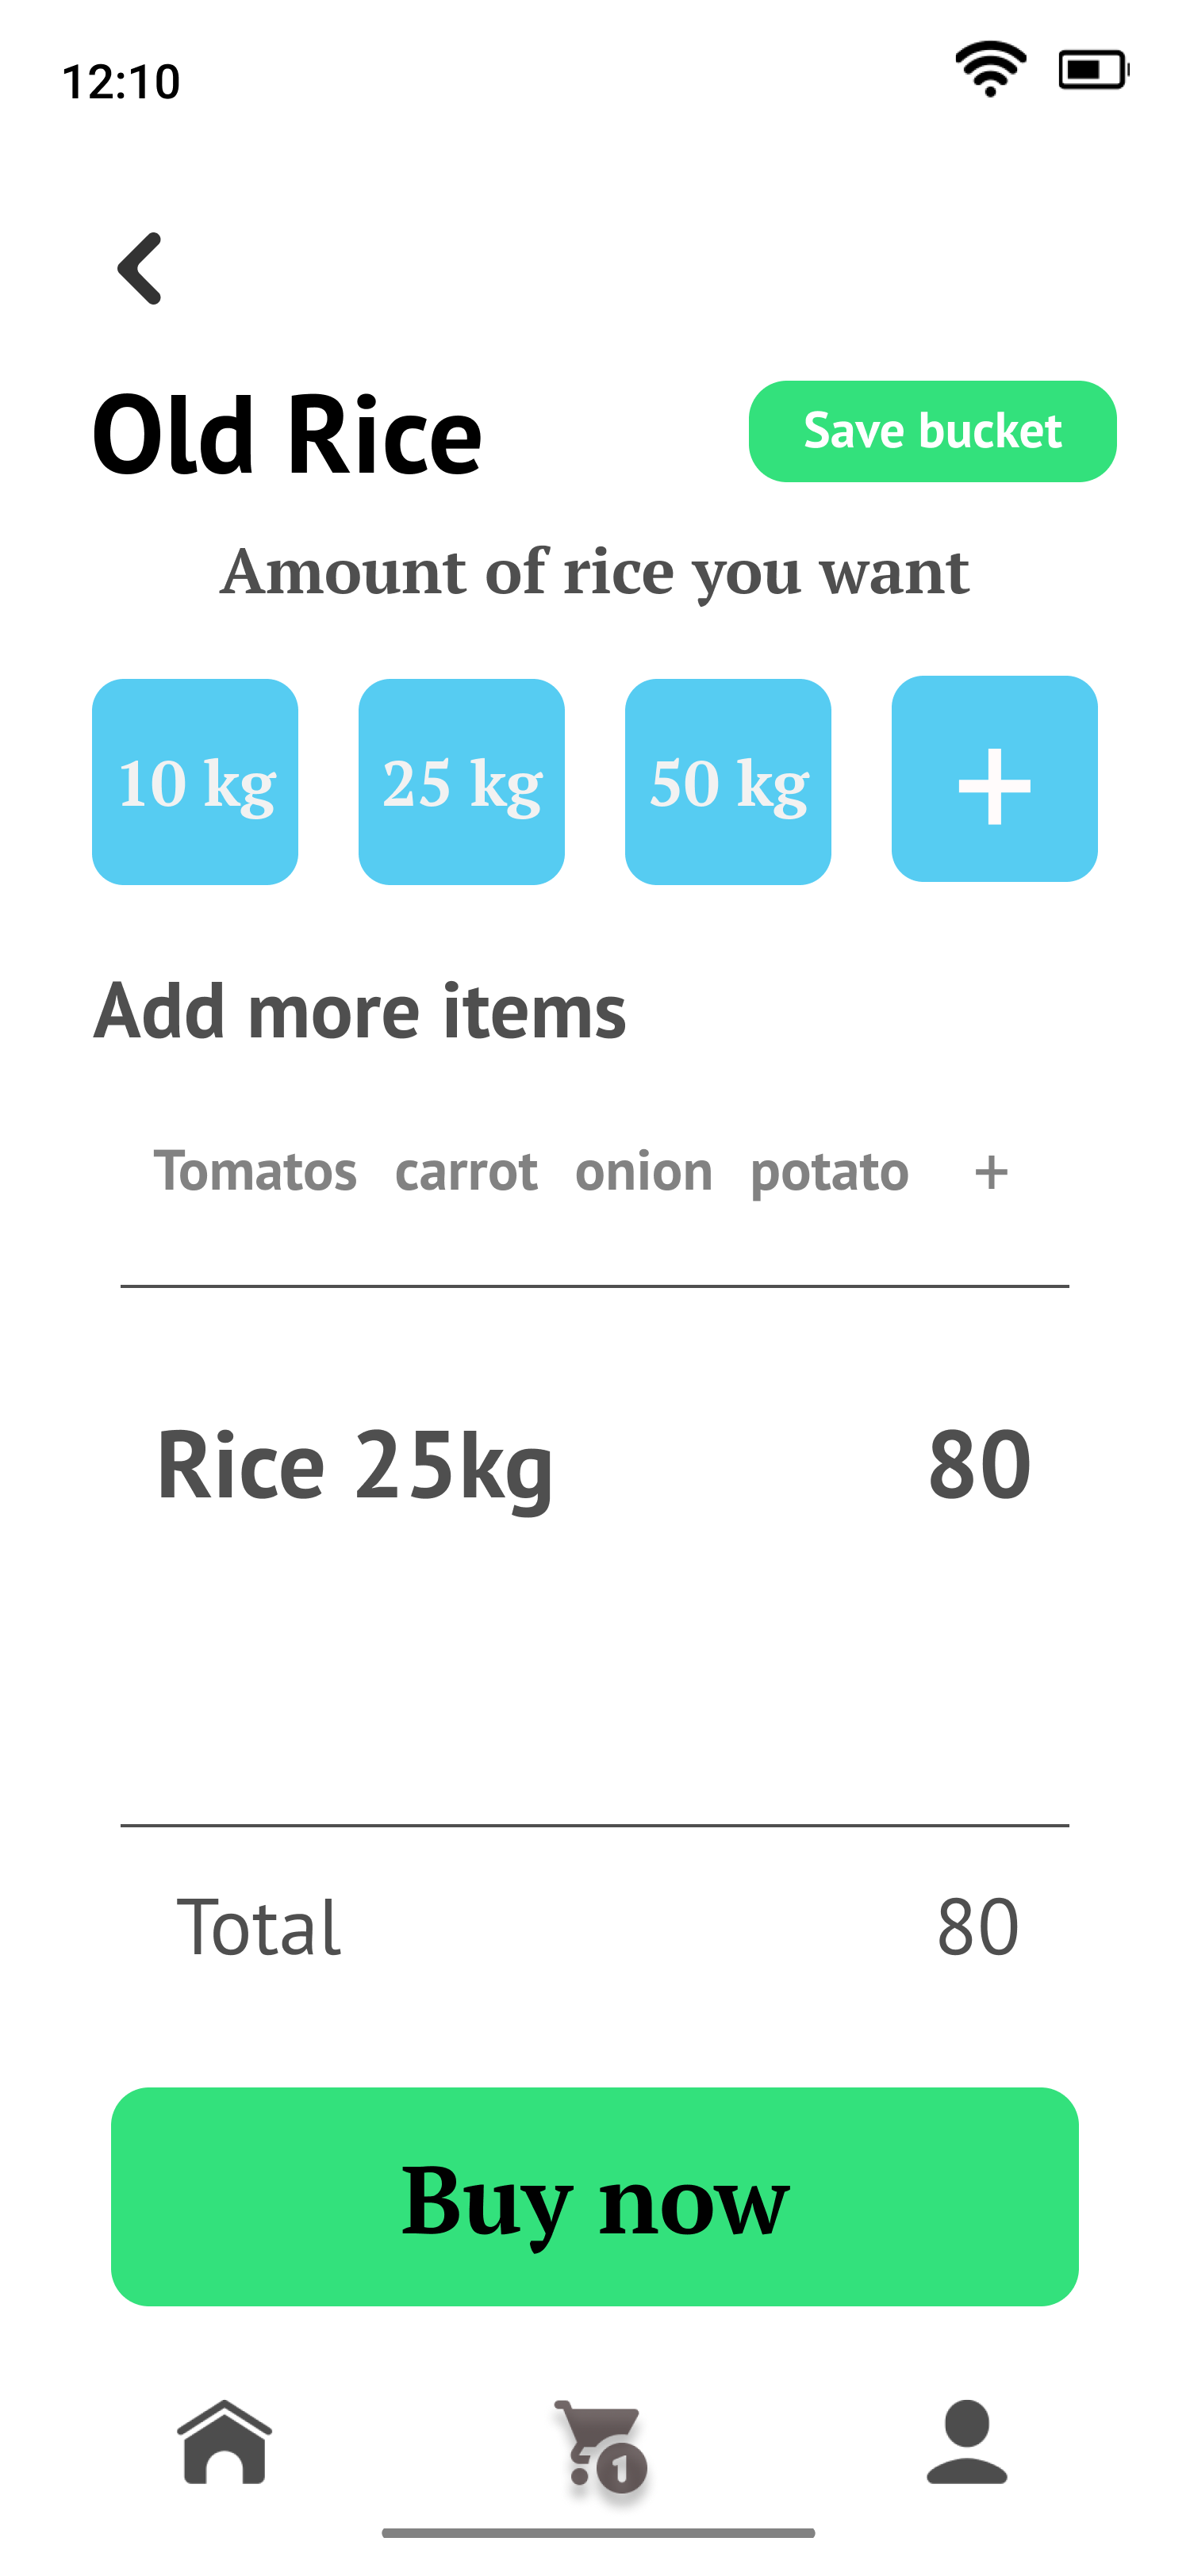 12:10
Old Rice
Save bucket
Amount of rice you want
10 kg 25 kg 50 kg +
Add more items
Tomatos carrot onion potato +
Rice 25kg 80
Total 80
Buy now
1